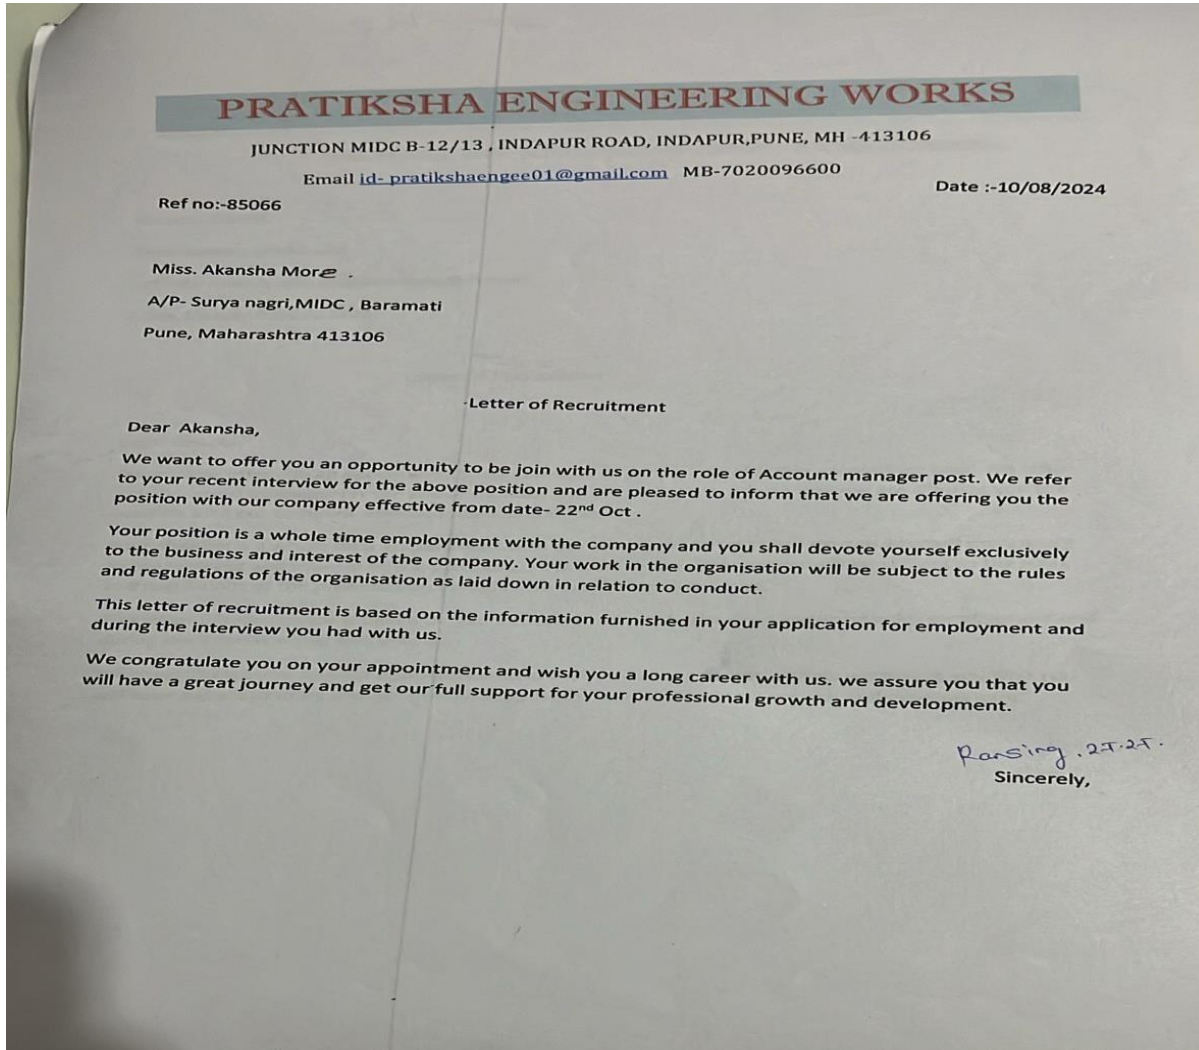 PRATIKSHA ENGINEERING WORKS
JUNCTION MIDC B-12/13 , INDAPUR ROAD, INDAPUR,PUNE, MH -413106
Email id- pratikshaengee01@gmail.com MB-7020096600
Date :-10/08/2024
Ref no:-85066
Miss. Akansha More .
A/P- Surya nagri,MIDC , Baramati
Pune, Maharashtra 413106
Letter of Recruitment
Dear Akansha,
We want to offer you an opportunity to be join with us on the role of Account manager post. We refer
to your recent interview for the above position and are pleased to inform that we are offering you the
position with our company effective from date- 22nd Oct .
Your position is a whole time employment with the company and you shall devote yourself exclusively
to the business and interest of the company. Your work in the organisation will be subject to the rules
and regulations of the organisation as laid down in relation to conduct.
This letter of recruitment is based on the information furnished in your application for employment and
during the interview you had with us.
We congratulate you on your appointment and wish you a long career with us. we assure you that you
will have a great journey and get our full support for your professional growth and development.
Ransing
Sincerely,